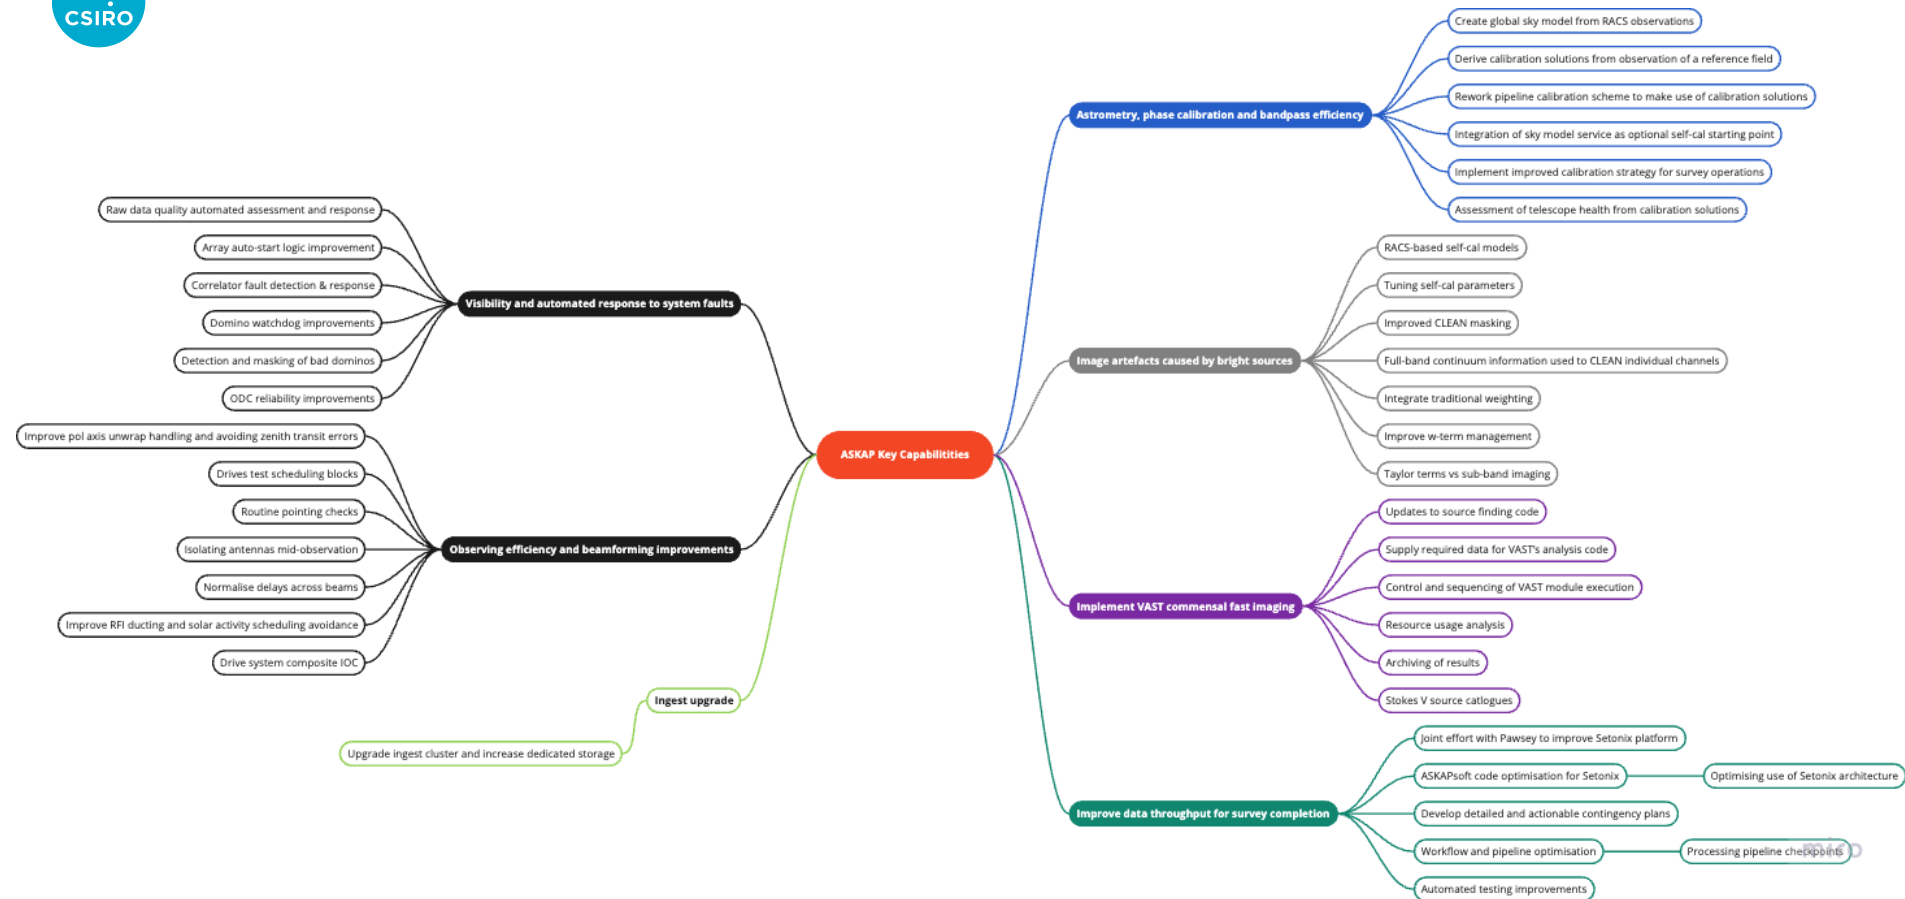 CSIRO
ASKAP Key Capabilitities
Visibility and automated response to system faults
Raw data quality automated assessment and response
Array auto-start logic improvement
Correlator fault detection & response
Domino watchdog improvements
Detection and masking of bad dominos
ODC reliability improvements
Observing efficiency and beamforming improvements
Improve pol axis unwrap handling and avoiding zenith transit errors
Drives test scheduling blocks
Routine pointing checks
Isolating antennas mid-observation
Normalise delays across beams
Improve RFI ducting and solar activity scheduling avoidance
Drive system composite IOC
Ingest upgrade
Upgrade ingest cluster and increase dedicated storage
Astrometry, phase calibration and bandpass efficiency
Create global sky model from RACS observations
Derive calibration solutions from observation of a reference field
Rework pipeline calibration scheme to make use of calibration solutions
Integration of sky model service as optional self-cal starting point
Implement improved calibration strategy for survey operations
Assessment of telescope health from calibration solutions
Image artefacts caused by bright sources
RACS-based self-cal models
Tuning self-cal parameters
Improved CLEAN masking
Full-band continuum information used to CLEAN individual channels
Integrate traditional weighting
Improve w-term management
Taylor terms vs sub-band imaging
Implement VAST commensal fast imaging
Updates to source finding code
Supply required data for VAST's analysis code
Control and sequencing of VAST module execution
Resource usage analysis
Archiving of results
Stokes V source catlogues
Improve data throughput for survey completion
Joint effort with Pawsey to improve Setonix platform
ASKAPsoft code optimisation for Setonix
Optimising use of Setonix architecture
Develop detailed and actionable contingency plans
Workflow and pipeline optimisation
Processing pipeline checkpoints
Automated testing improvements
miro